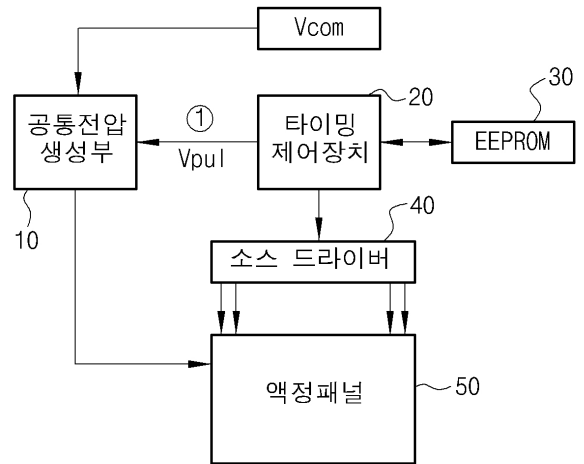 Vcom
20
30
공통전압
생성부
①
Vpul
타이밍
제어장치
EEPROM
10
40
소스 드라이버
액정패널
50